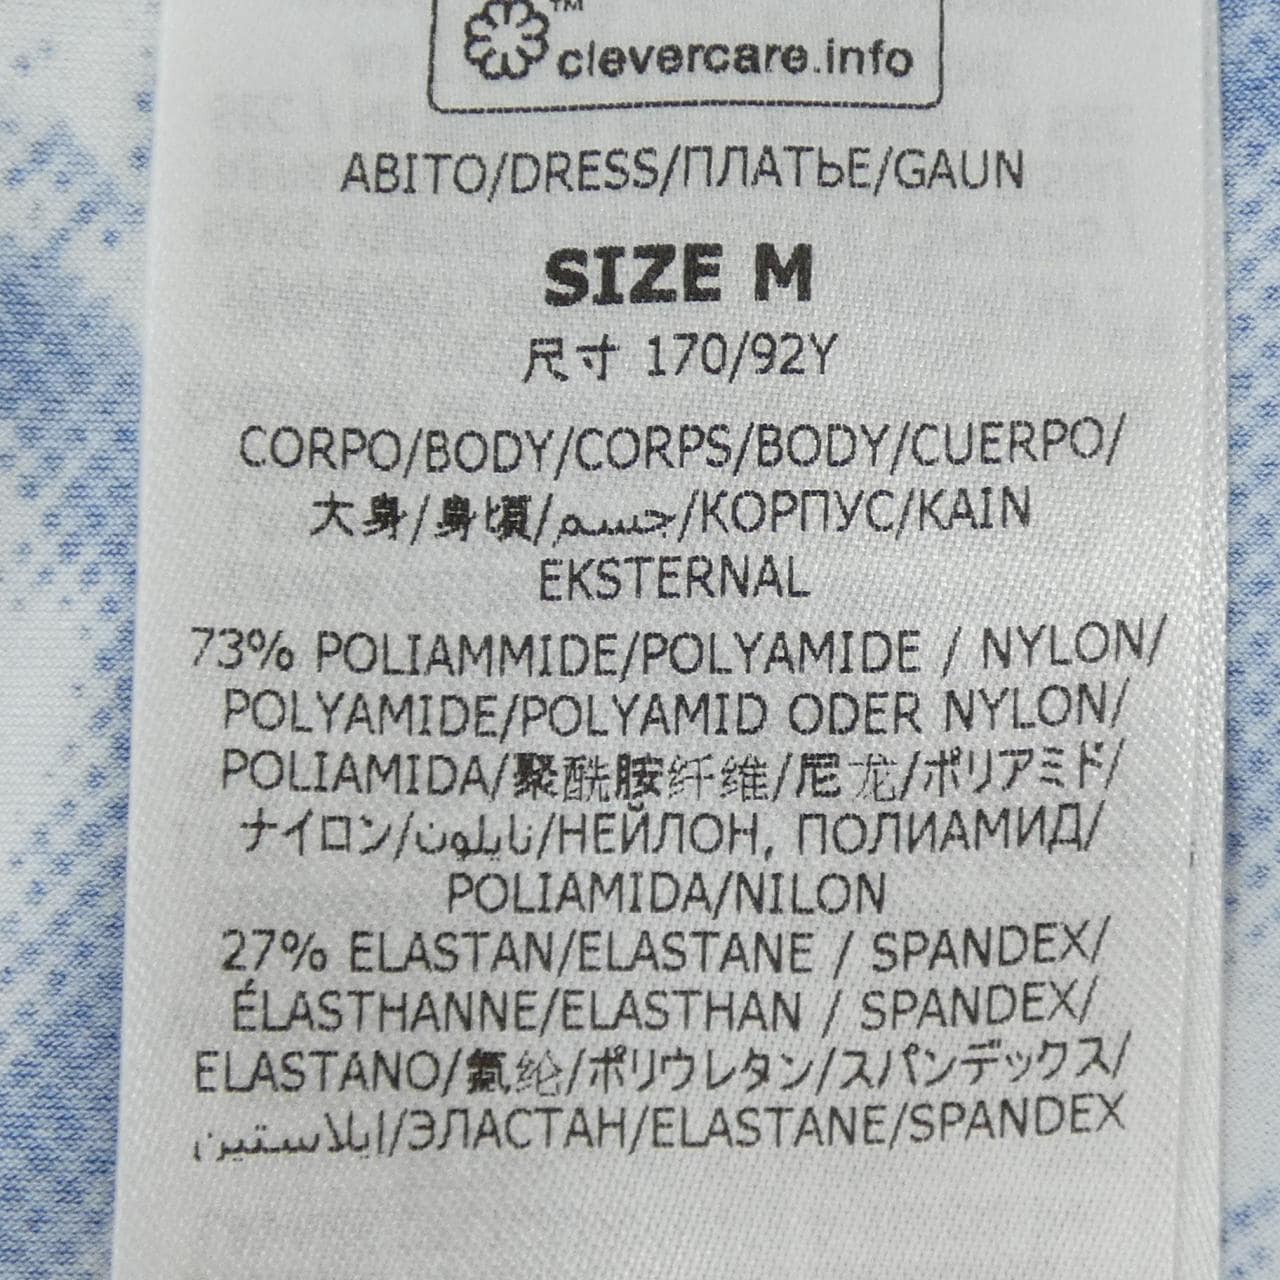 ™
clevercare.info
ABITO/DRESS/ПЛАТЬЕ/GAUN
SIZE M
尺寸 170/92Y
CORPO/BODY/CORPS/BODY/CUERPO/
大身/身頃/جسم/КОРПУС/KAIN
EKSTERNAL
73% POLIAMMIDE/POLYAMIDE / NYLON/
POLYAMIDE/POLYAMID ODER NYLON/
POLIAMIDA/聚酰胺纤维/尼龙/ポリアミド/
ナイロン/نايلون/НЕЙЛОН, ПОЛИАМИД/
POLIAMIDA/NILON
27% ELASTAN/ELASTANE / SPANDEX/
ÉLASTHANNE/ELASTHAN / SPANDEX/
ELASTANO/氨纶/ポリウレタン/スパンデックス/
ايلاستين/ЭЛАСТАН/ELASTANE/SPANDEX